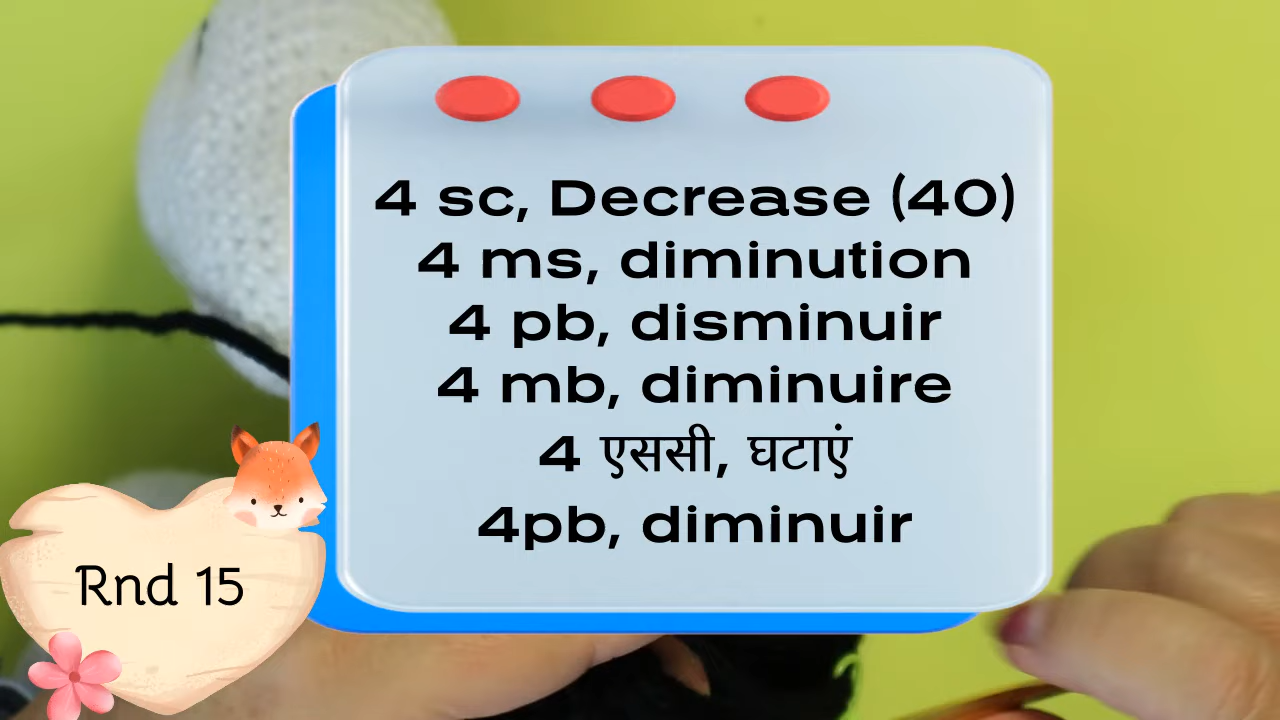 4 sc, Decrease (40)
4 ms, diminution
4 pb, disminuir
4 mb, diminuire
4 एससी, घटाएं
4pb, diminuir
Rnd 15